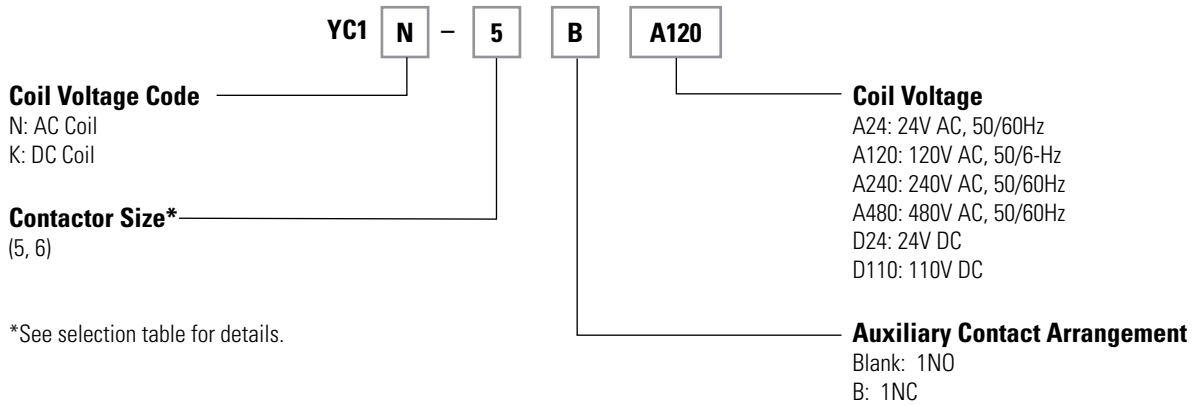 YC1 N – 5 B A120
Coil Voltage Code
N: AC Coil
K: DC Coil
Contactor Size*
(5, 6)
*See selection table for details.
Coil Voltage
A24: 24V AC, 50/60Hz
A120: 120V AC, 50/6-Hz
A240: 240V AC, 50/60Hz
A480: 480V AC, 50/60Hz
D24: 24V DC
D110: 110V DC
Auxiliary Contact Arrangement
Blank: 1NO
B: 1NC